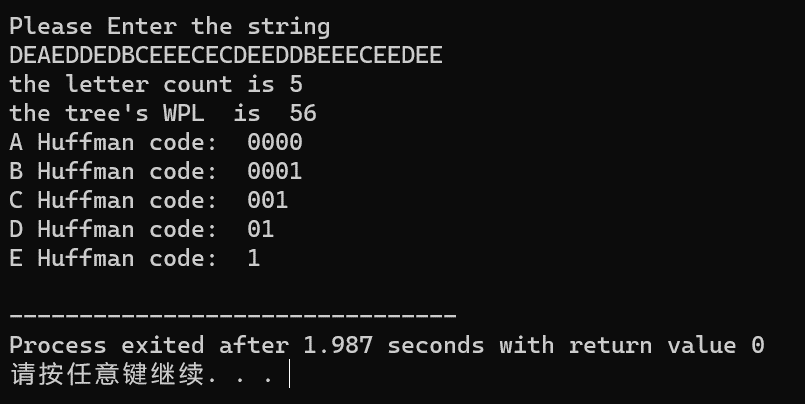 Please Enter the string
DEAEDDEDBCEEECECDEEDDBEEECEEDEE
the letter count is 5
the tree's WPL  is  56
A Huffman code:  0000
B Huffman code:  0001
C Huffman code:  001
D Huffman code:  01
E Huffman code:  1
--------------------------------
Process exited after 1.987 seconds with return value 0
请按任意键继续. . .